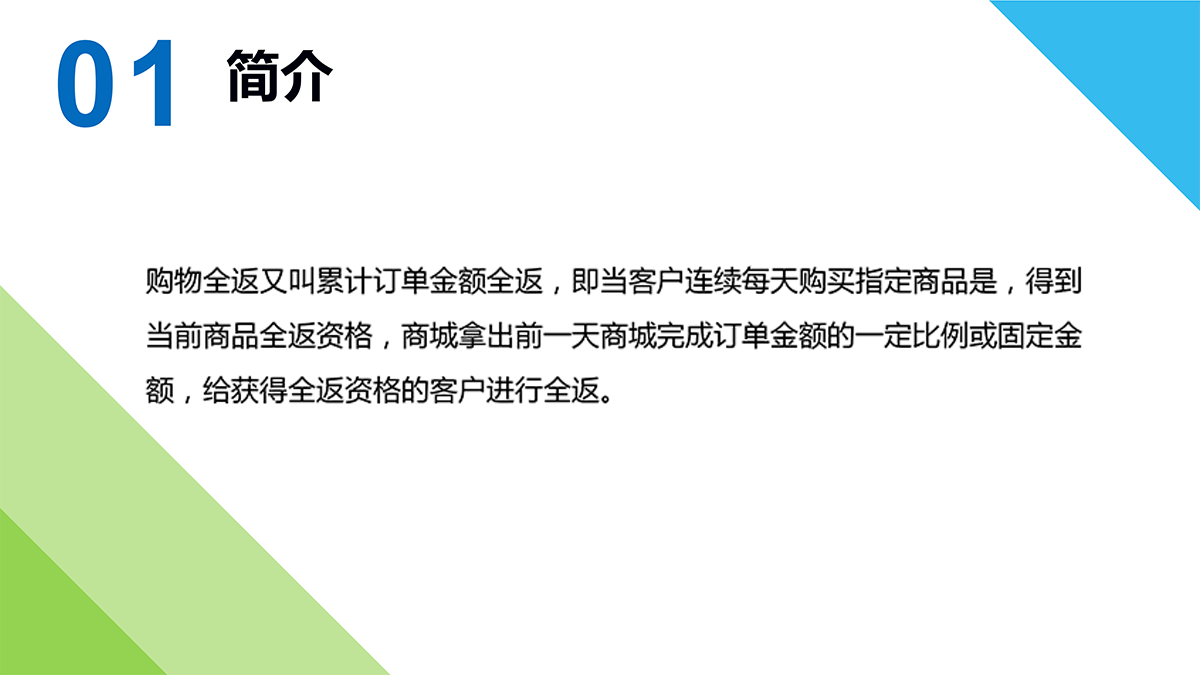 01 简介
购物全返又叫累计订单金额全返，即当客户连续每天购买指定商品是，得到
当前商品全返资格，商城拿出前一天商城完成订单金额的一定比例或固定金
额，给获得全返资格的客户进行全返。